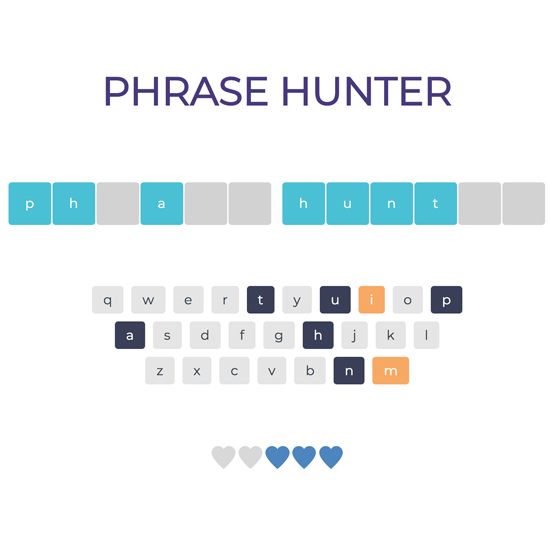 PHRASE HUNTER
p h a h u n t
q w e r t y u i o p
a s d f g h j k l
z x c v b n m